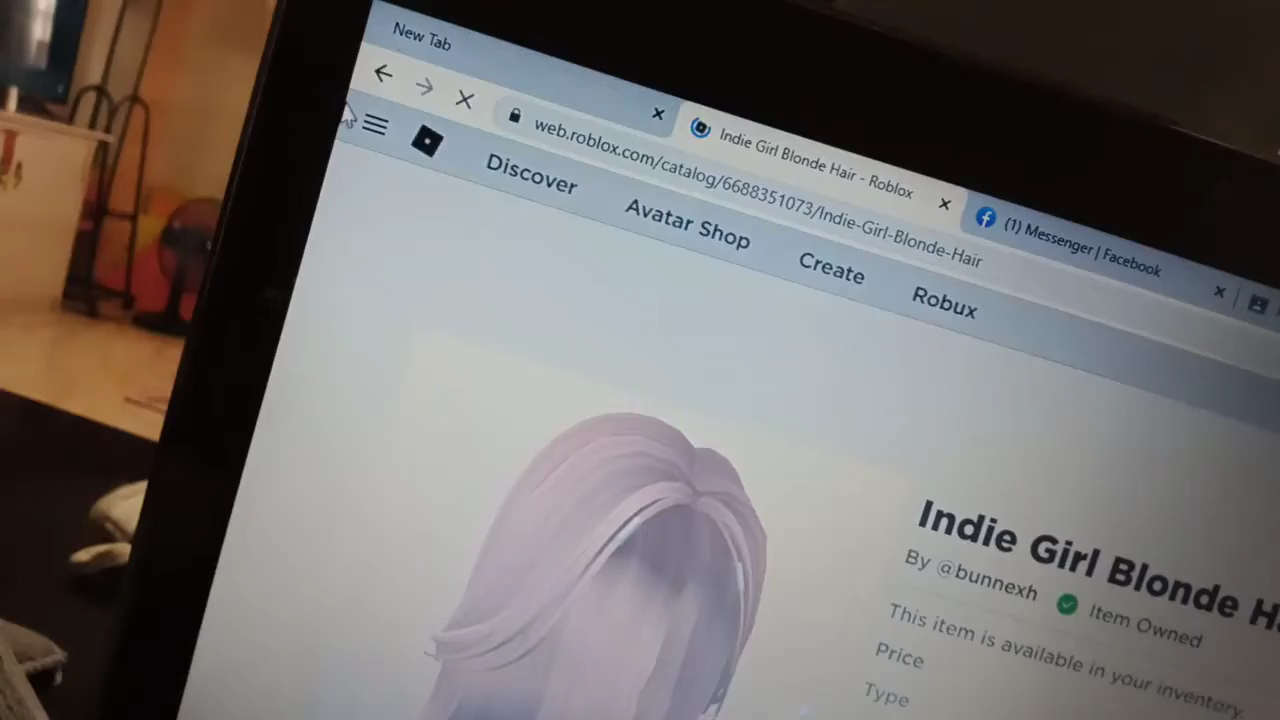 New Tab
Indie Girl Blonde Hair - Roblox
(1) Messenger | Facebook
web.roblox.com/catalog/6688351073/Indie-Girl-Blonde-Hair
Discover
Avatar Shop
Create
Robux
Indie Girl Blonde
By @bunnexh
Item Owned
This item is available in your inventory.
Price
Type